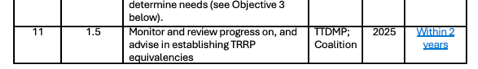 determine needs (see Objective 3
below).
11 1.5 Monitor and review progress on, and TTDMP; 2025 Within 2
advise in establishing TRRP Coalition years
equivalencies